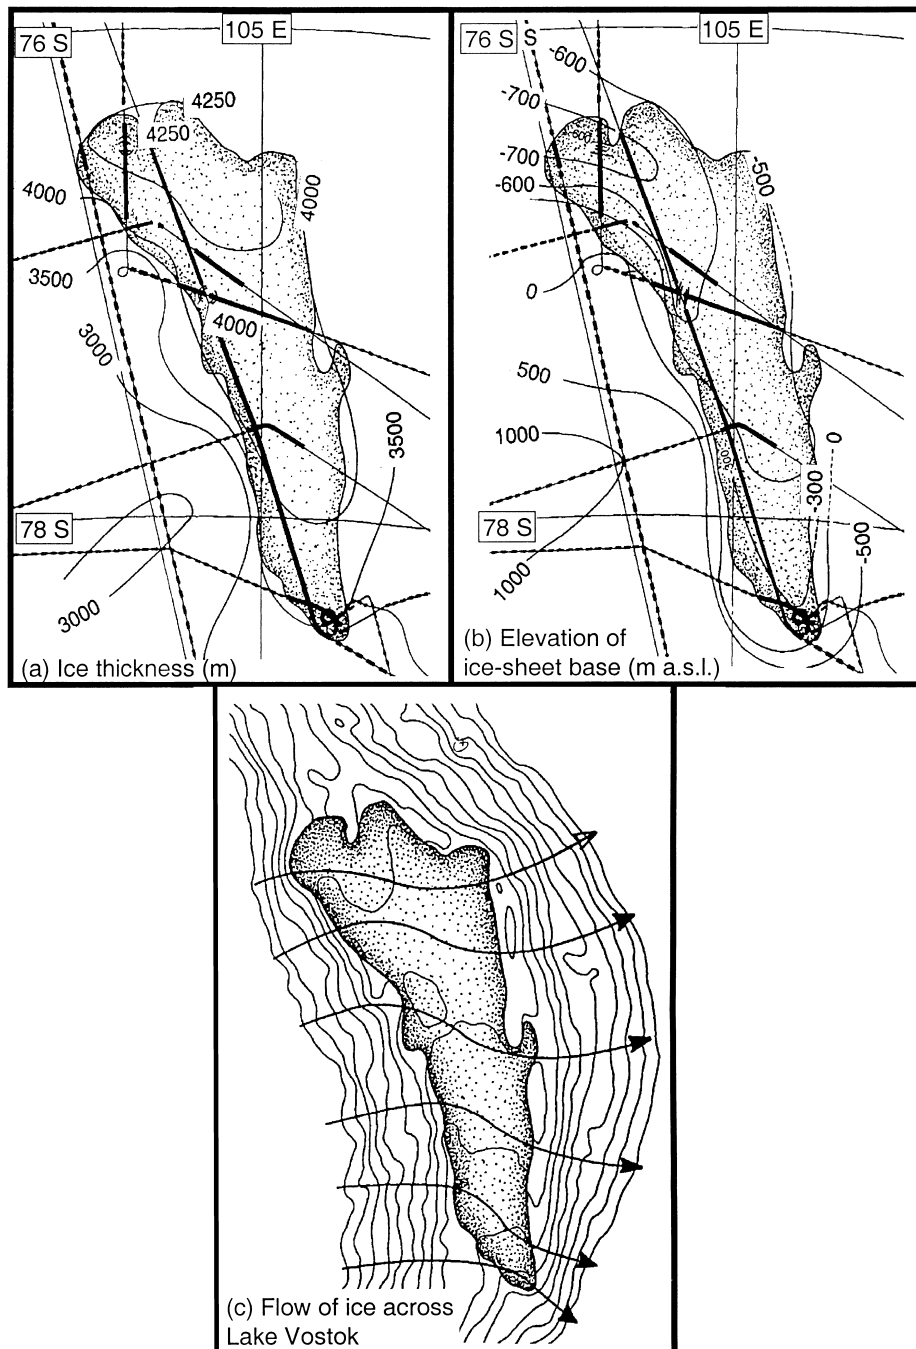 76 S
105 E
4250
4250
4000
4000
3500
4000
3000
3500
78 S
3000
(a) Ice thickness (m)
76 S S
105 E
-600
-700
-700
-600
-500
0
500
1000
0
-300
78 S
-500
1000
(b) Elevation of
ice-sheet base (m a.s.l.)
(c) Flow of ice across
Lake Vostok